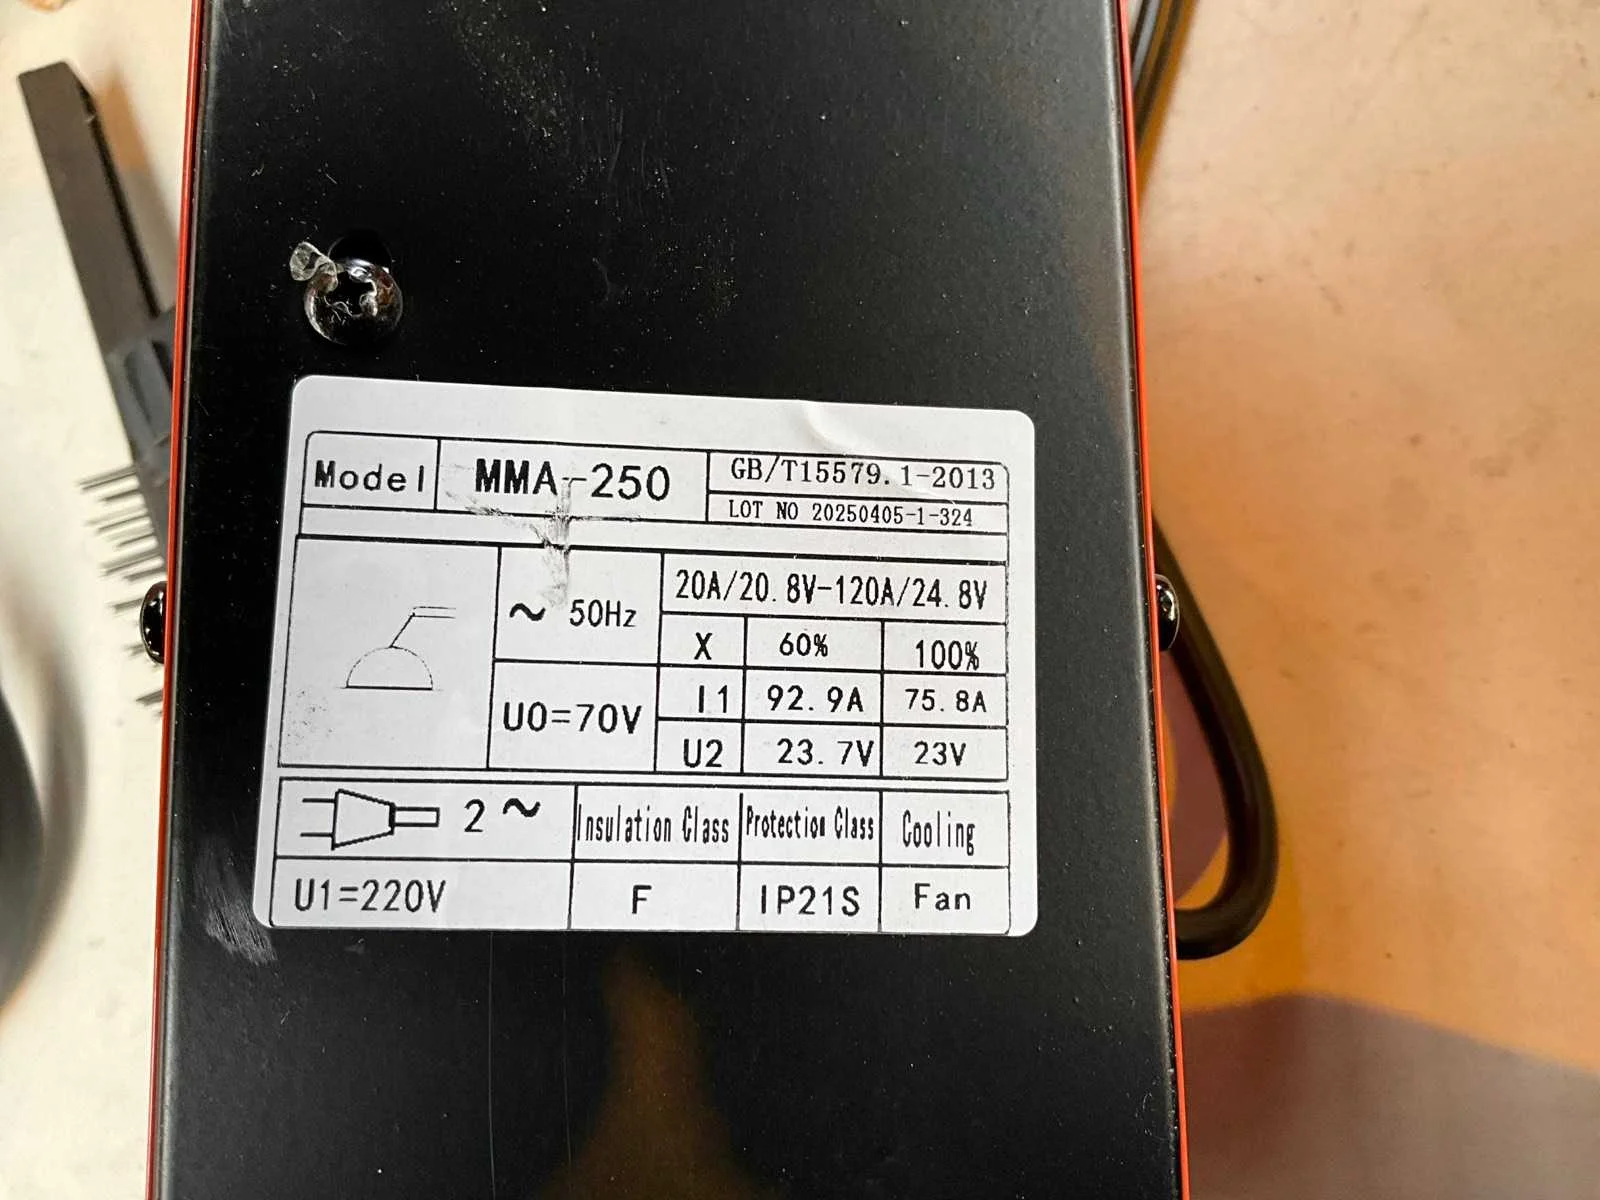 Model MMA-250 GB/T15579.1-2013
LOT NO 20250405-1-324
~ 50Hz 20A/20.8V-120A/24.8V
X 60% 100%
U0=70V I1 92.9A 75.8A
U2 23.7V 23V
2~ Insulation Class Protection Class Cooling
U1=220V F IP21S Fan